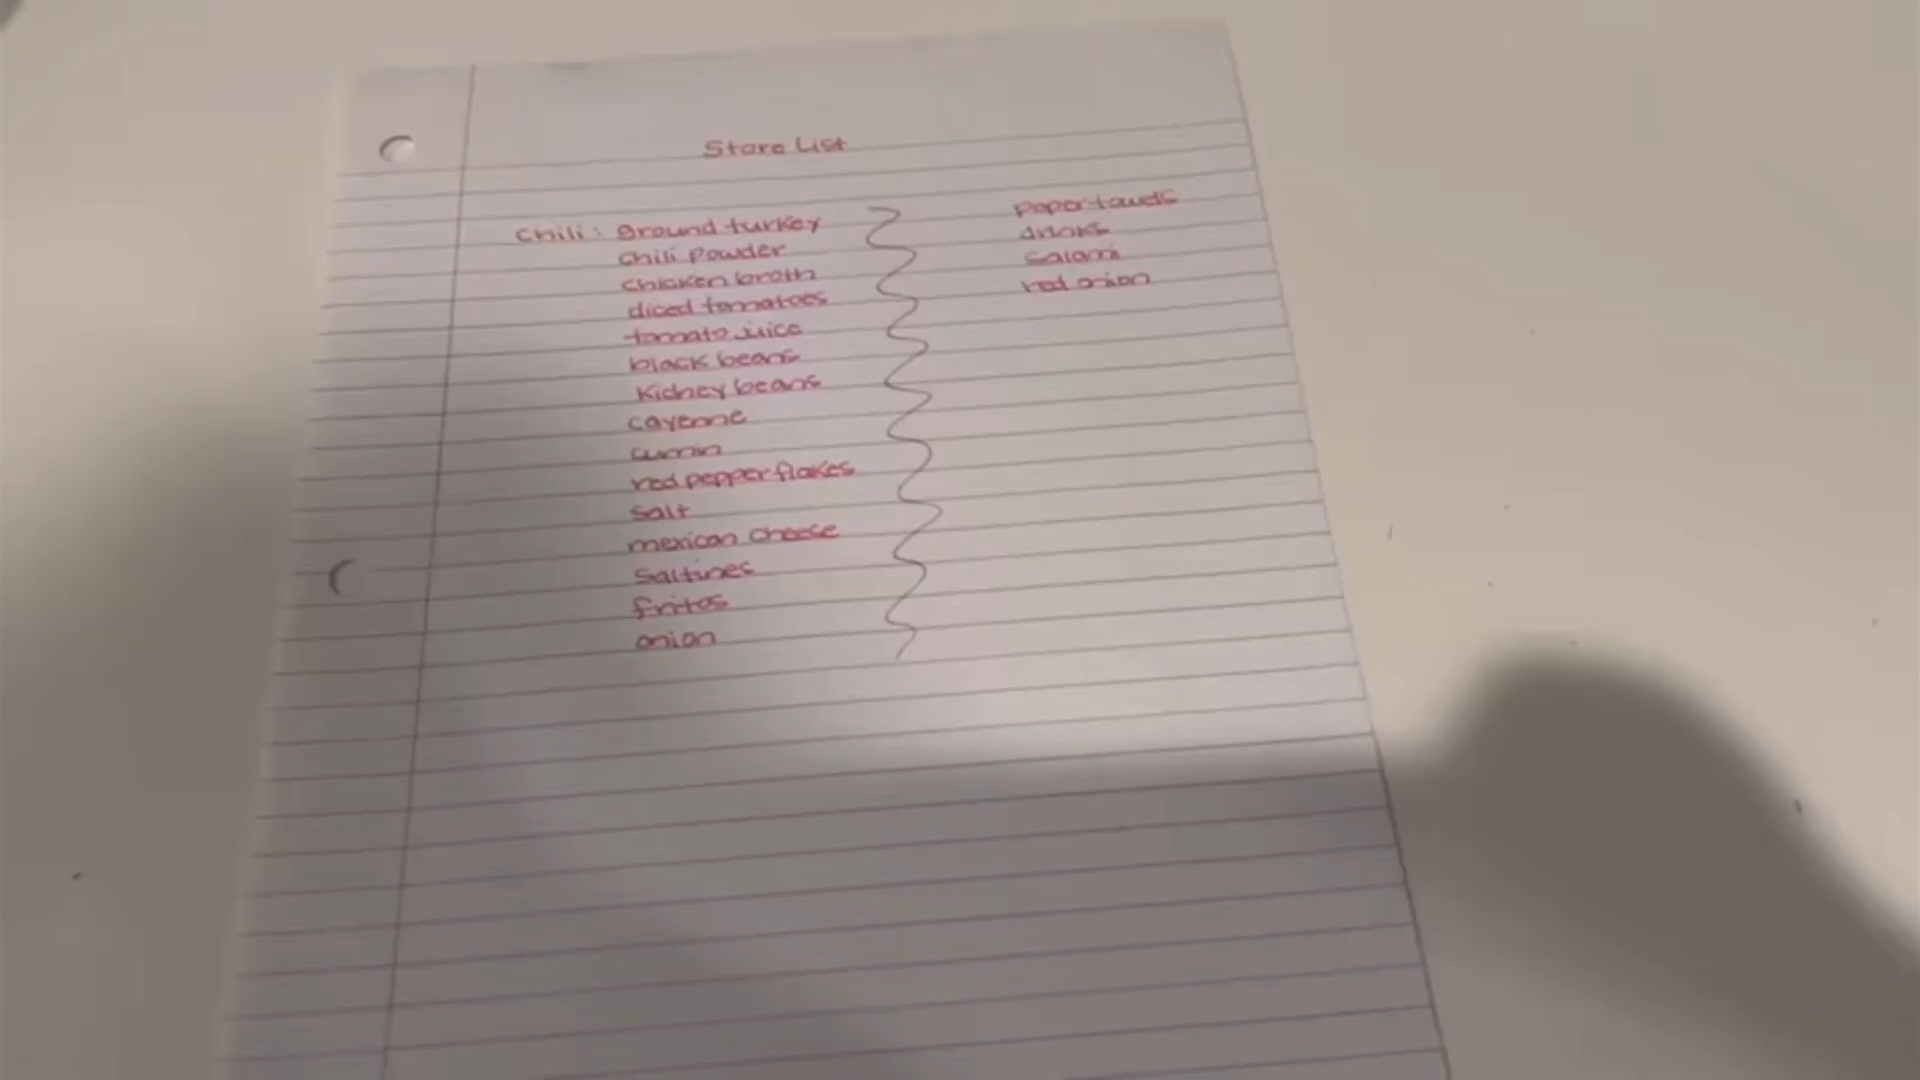 Store List
Chili: Ground turkey
Chili Powder
Chicken broth
diced tomatoes
tomato juice
black beans
Kidney beans
cayenne
cumin
red pepper flakes
Salt
mexican cheese
Saltines
fritos
onion
Paper towels
drinks
Salami
red onion